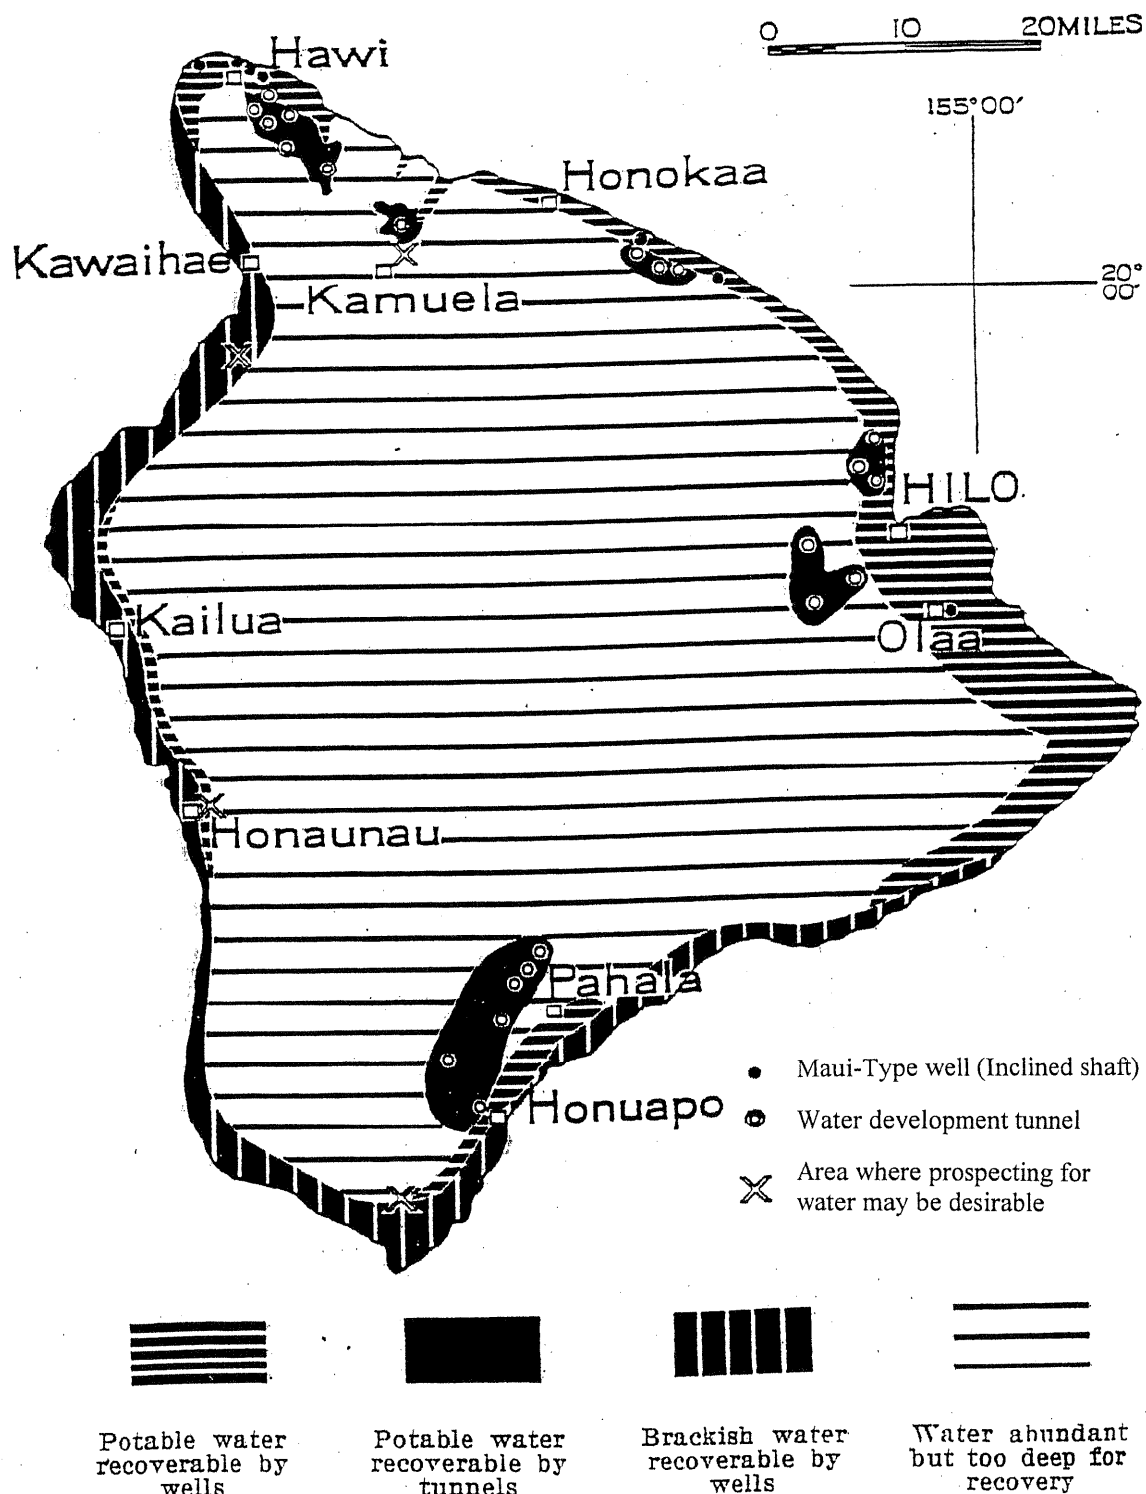 0 10 20MILES
Hawi
155°00′
Honokaa
Kawaihae
20°
00′
Kamuela
HILO
Kailua
Olaa
Honaunau
Pahala
Maui-Type well (Inclined shaft)
Honuapo
Water development tunnel
Area where prospecting for
water may be desirable
Potable water
recoverable by
wells
Potable water
recoverable by
tunnels
Brackish water
recoverable by
wells
Water abundant
but too deep for
recovery